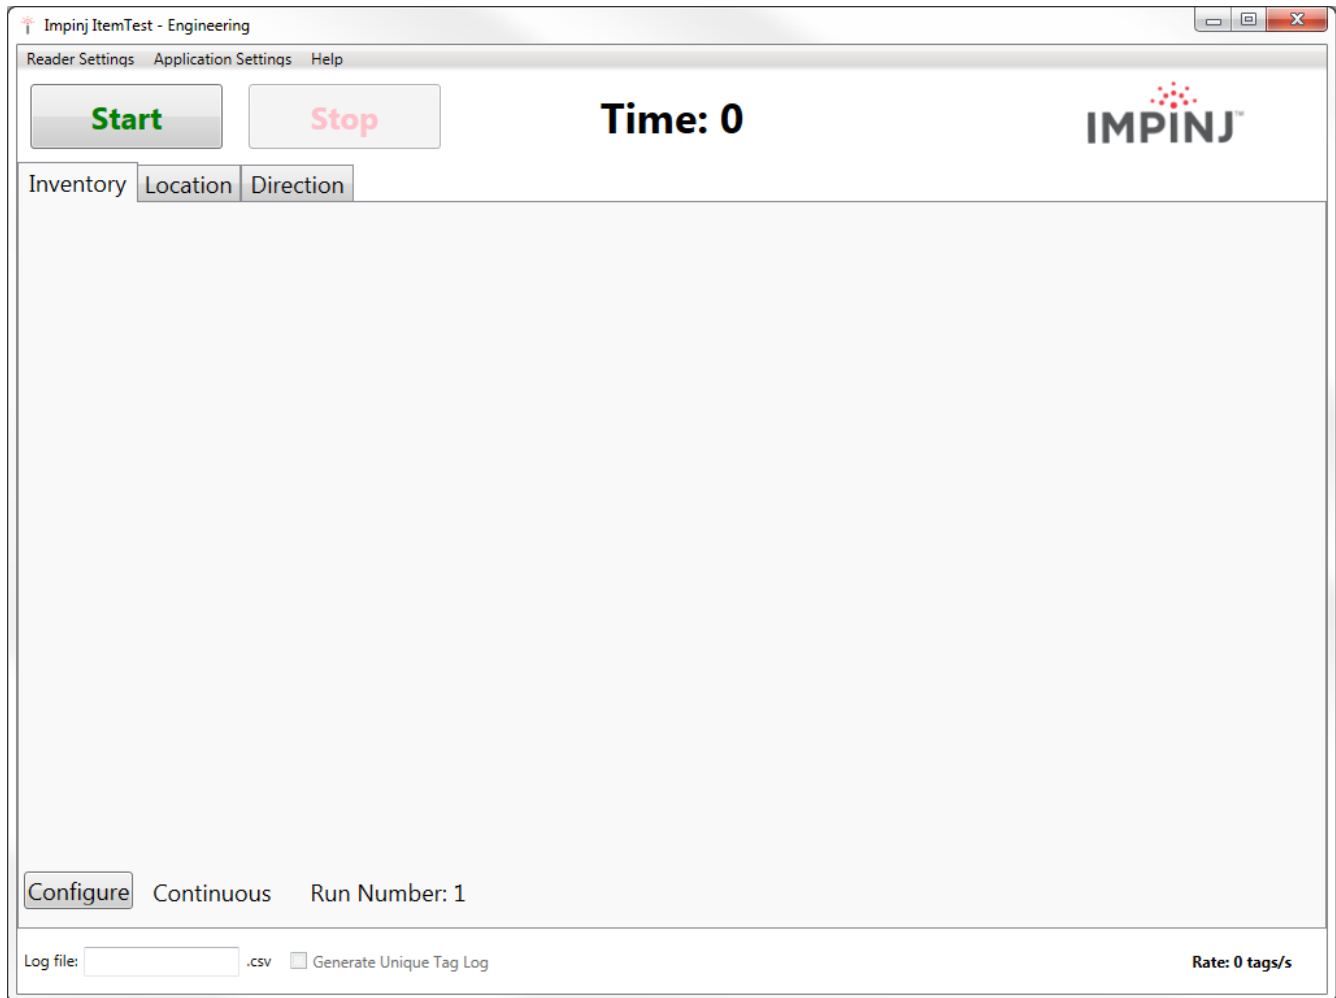 Impinj ItemTest - Engineering
Reader Settings Application Settings Help
Start Stop Time: 0 IMPINJ™
Inventory Location Direction
Configure Continuous Run Number: 1
Log file: .csv Generate Unique Tag Log Rate: 0 tags/s